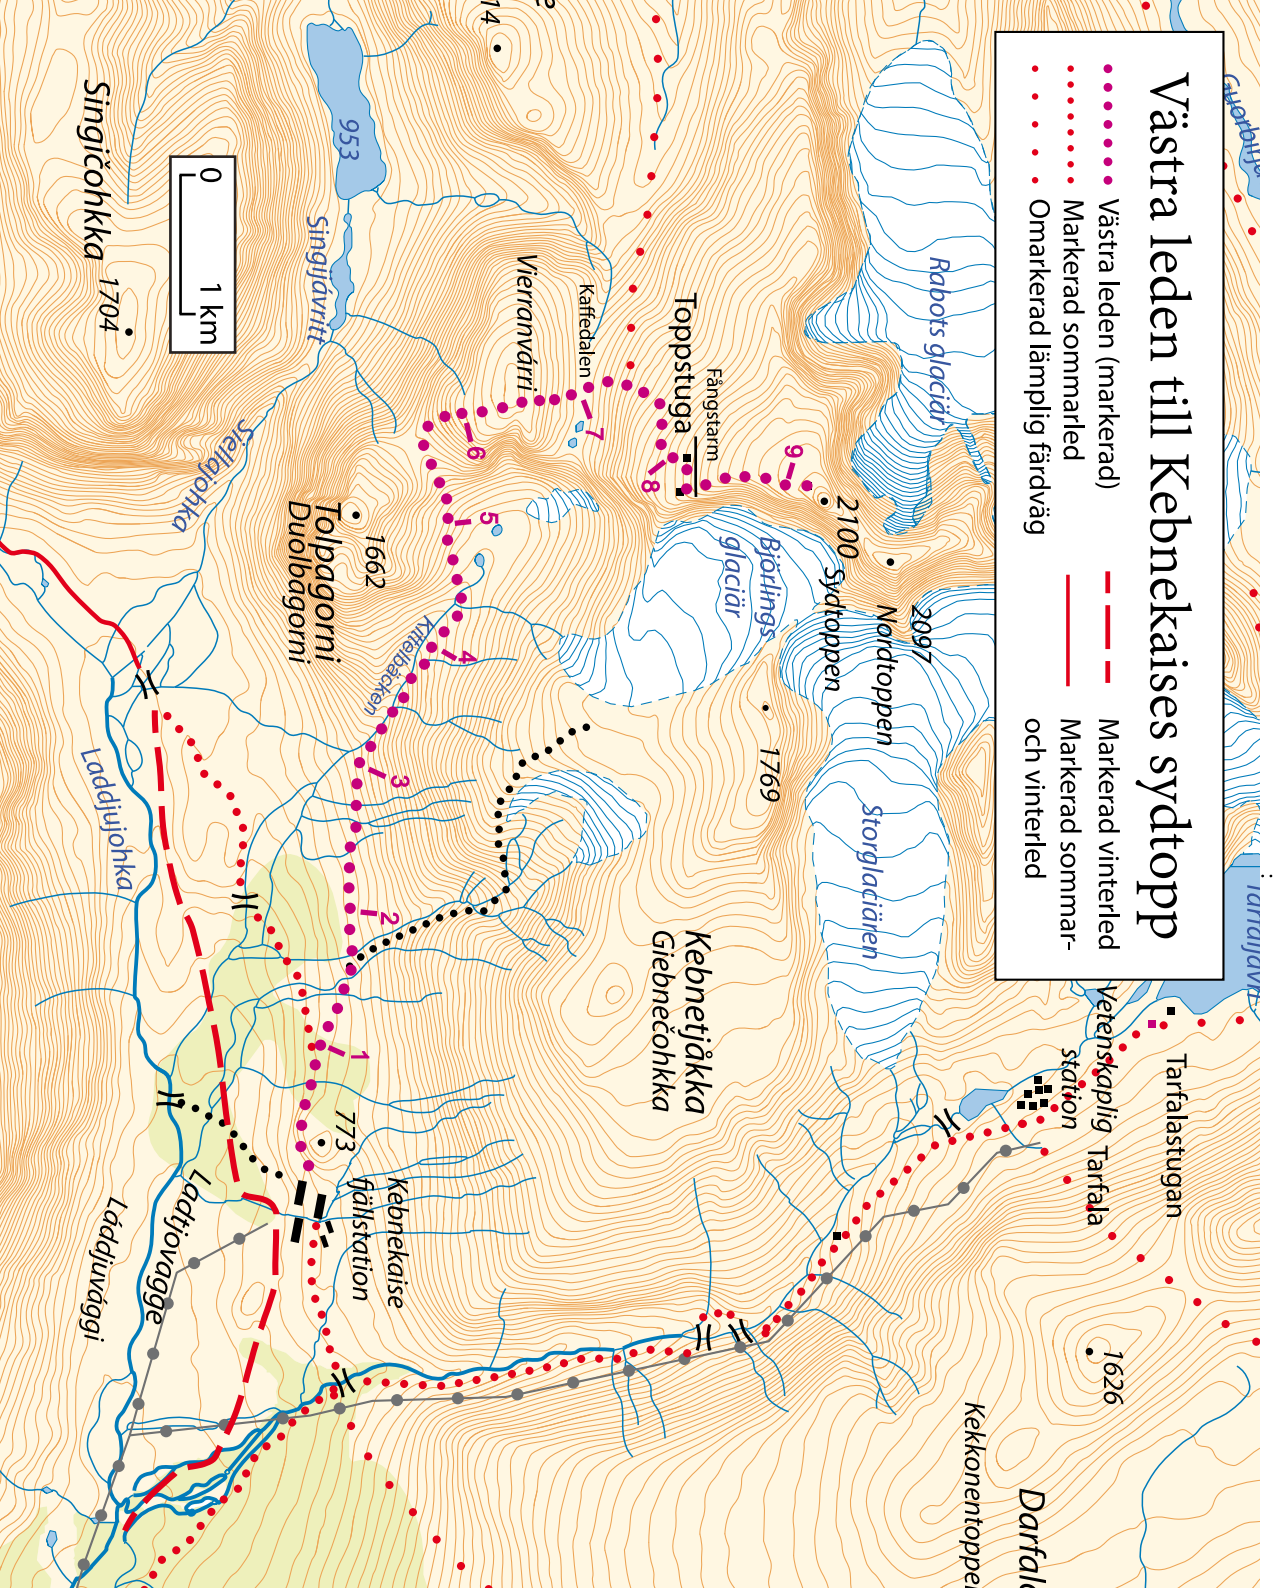 Västra leden till Kebnekaises sydtopp
Västra leden (markerad)
Markerad sommarled
Omarkerad lämplig färdväg
Markerad vinterled
Markerad sommar-
och vinterled
Rabots glaciär
2100
Sydtoppen
2097
Nordtoppen
Björlings
glaciär
1769
Storglaciären
Vetenskaplig
station
Tarfala
Tarfalastugan
1626
Kekkonentoppen
Toppstuga
Fångstarm
Kaffedalen
Vierranvárri
9
8
7
6
5
4
3
2
1
Kebnetjåkka
Giebnečohkka
14
953
Singijávritt
Siellajohka
Singičohkka
1704
0
1 km
1662
Tolpagorni
Duolbagorni
Kittelbäcken
773
Kebnekaise
fjällstation
Laddjujohka
Ladtjovagge
Láddjuvággi